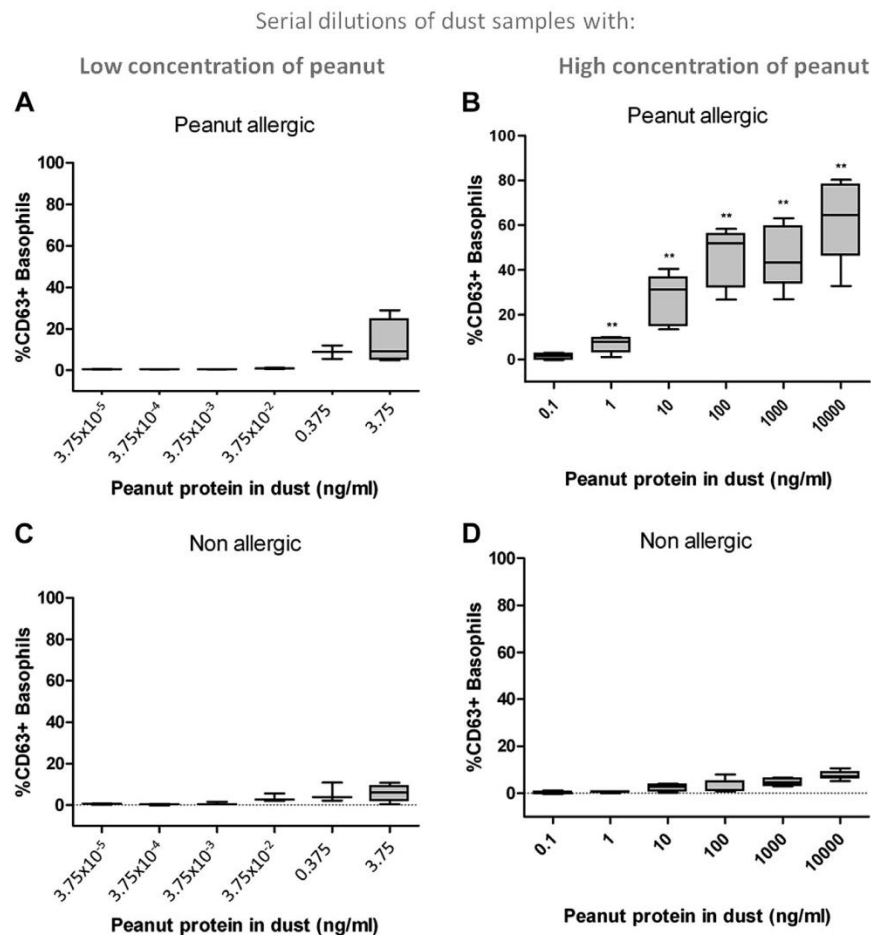 Serial dilutions of dust samples with:
Low concentration of peanut
High concentration of peanut
A
Peanut allergic
%CD63+ Basophils
100
80
60
40
20
0
3.75x10⁻⁵
3.75x10⁻⁴
3.75x10⁻³
3.75x10⁻²
0.375
3.75
Peanut protein in dust (ng/ml)
B
Peanut allergic
%CD63+ Basophils
100
80
60
40
20
0
**
**
**
**
**
0.1
1
10
100
1000
10000
Peanut protein in dust (ng/ml)
C
Non allergic
%CD63+ Basophils
100
80
60
40
20
0
3.75x10⁻⁵
3.75x10⁻⁴
3.75x10⁻³
3.75x10⁻²
0.375
3.75
Peanut protein in dust (ng/ml)
D
Non allergic
%CD63+ Basophils
100
80
60
40
20
0
0.1
1
10
100
1000
10000
Peanut protein in dust (ng/ml)